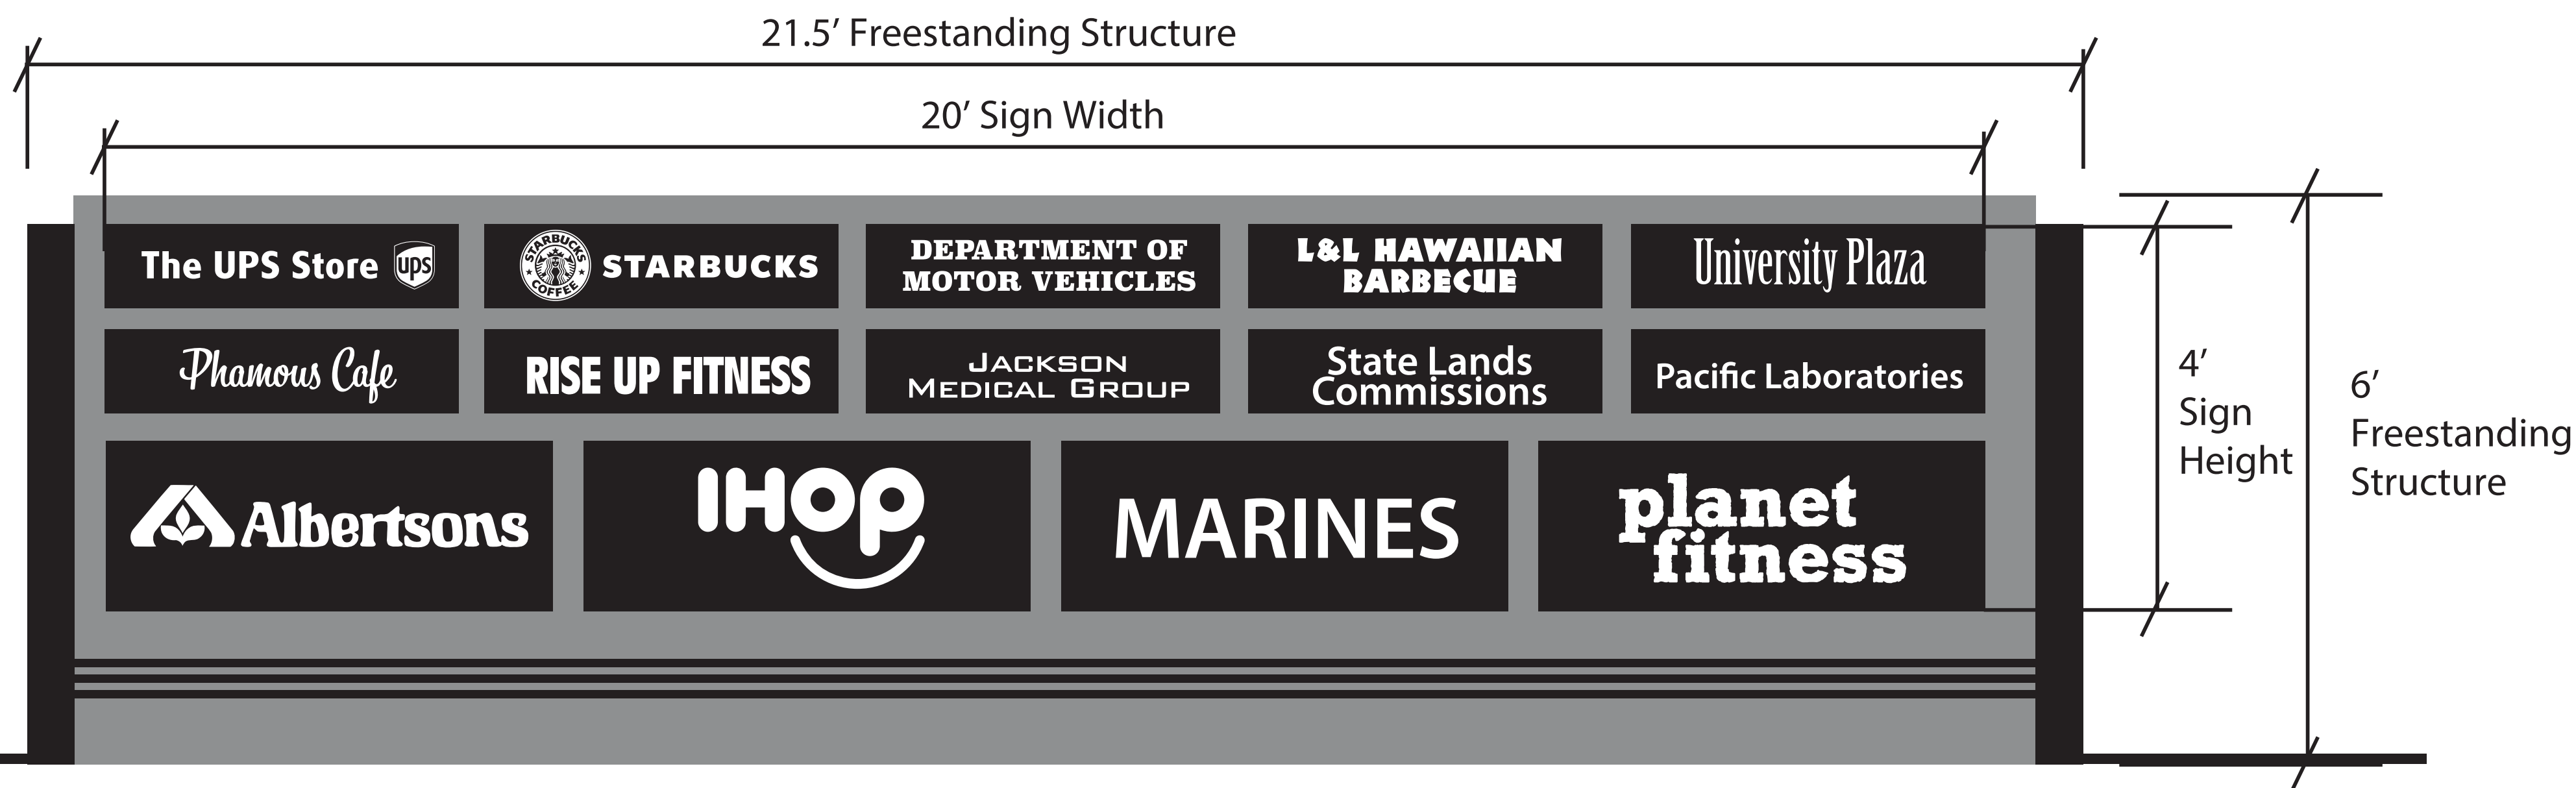 21.5’ Freestanding Structure
20’ Sign Width
The UPS Store ups
STARBUCKS COFFEE
STARBUCKS
DEPARTMENT OF
MOTOR VEHICLES
L&L HAWAIIAN
BARBECUE
University Plaza
Phamous Cafe
RISE UP FITNESS
JACKSON
MEDICAL GROUP
State Lands
Commissions
Pacific Laboratories
Albertsons
IHOP
MARINES
planet
fitness
4’
Sign
Height
6’
Freestanding
Structure